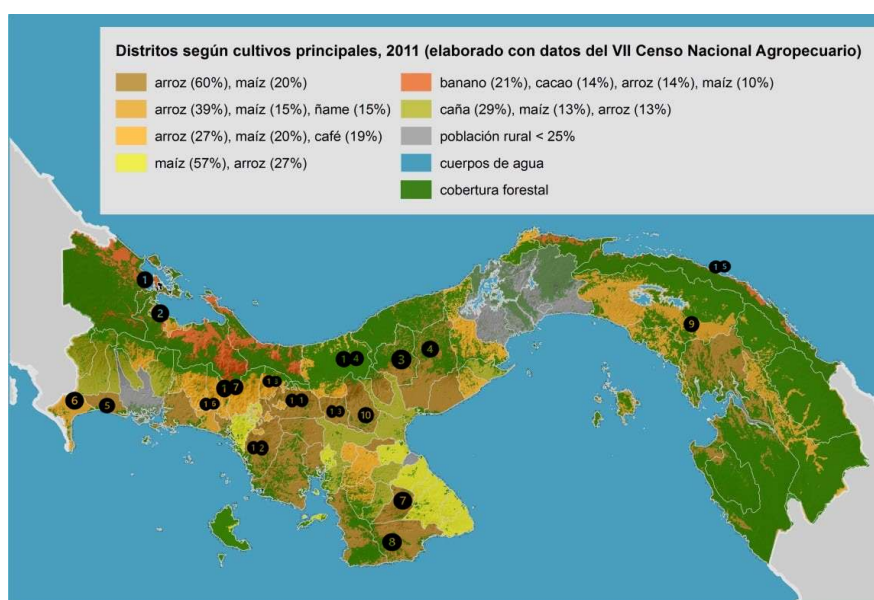 Distritos según cultivos principales, 2011 (elaborado con datos del VII Censo Nacional Agropecuario)
arroz (60%), maíz (20%)
arroz (39%), maíz (15%), ñame (15%)
arroz (27%), maíz (20%), café (19%)
maíz (57%), arroz (27%)
banano (21%), cacao (14%), arroz (14%), maíz (10%)
caña (29%), maíz (13%), arroz (13%)
población rural < 25%
cuerpos de agua
cobertura forestal
1
15
2
9
4
3
14
17
6
5
16
11
13
10
12
7
8